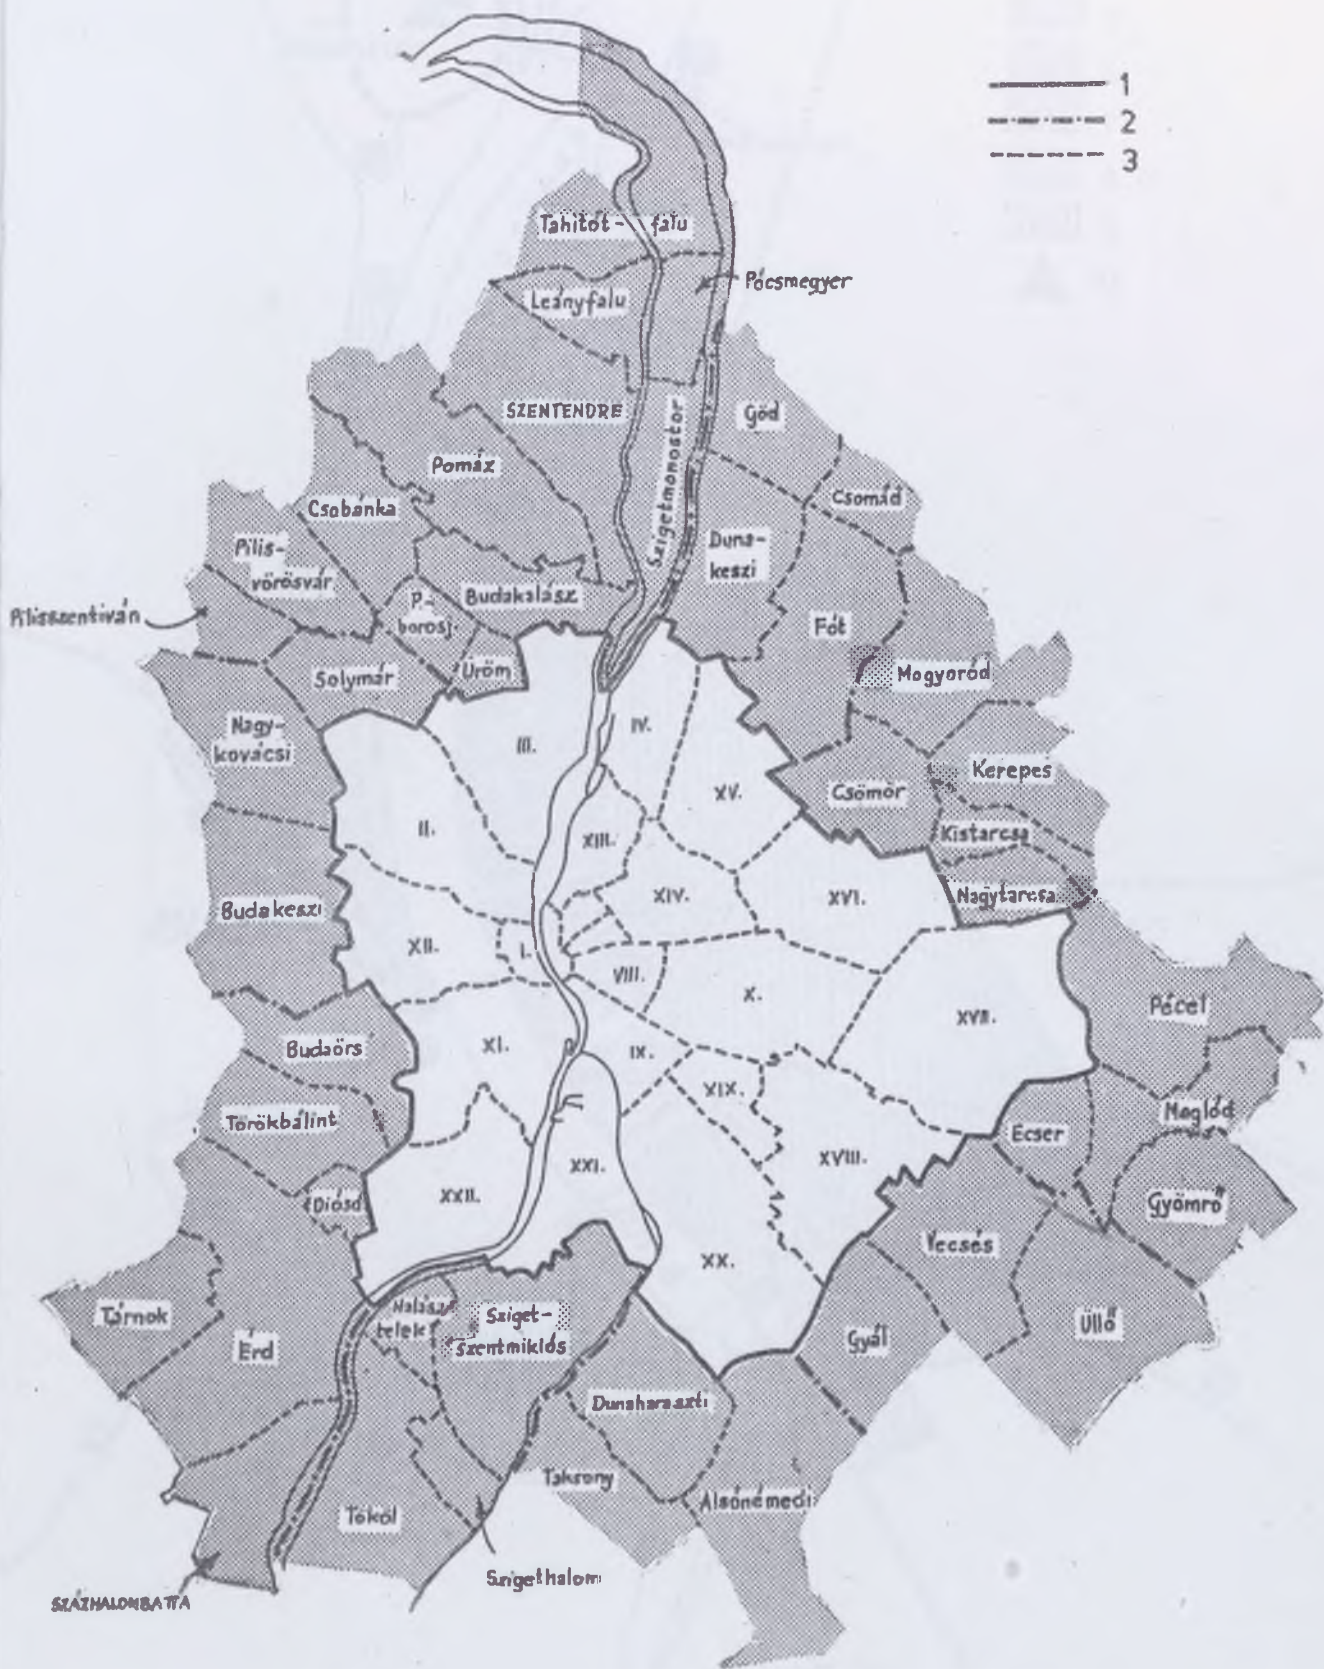 1
2
3
Tahitót-falu
Pócsmegyer
Leányfalu
SZENTENDRE
Szigetmonostor
Göd
Pomáz
Csomád
Csobánka
Duna-
keszi
Pilis-
vörösvár
Budakalász
P.-
borosj.
Pilisszentiván
Fót
Üröm
Solymár
Mogyoród
Nagy-
kovácsi
III.
IV.
Kerepes
XV.
Csömör
II.
Kistarcsa
XIII.
Nagytarcsa
XIV.
XVI.
Budakeszi
XII.
I.
VIII.
X.
Pécel
XVII.
Budaörs
XI.
IX.
XIX.
Törökbálint
Maglód
Ecser
XVIII.
XXI.
XXII.
Diósd
Gyömrő
Vecsés
XX.
Tárnok
Halász
telek
Sziget-
Szentmiklós
Üllő
Gyál
Érd
Dunaharaszti
Taksony
Alsónémedi
Tököl
Szigethalom
SZÁZHALOMBATTA